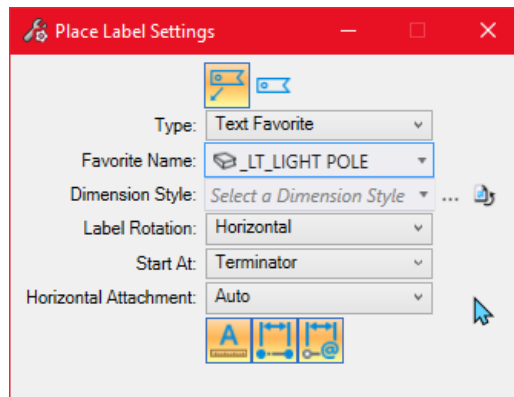 Place Label Settings
Type: Text Favorite
Favorite Name: _LT_LIGHT POLE
Dimension Style: Select a Dimension Style ...
Label Rotation: Horizontal
Start At: Terminator
Horizontal Attachment: Auto
A
@